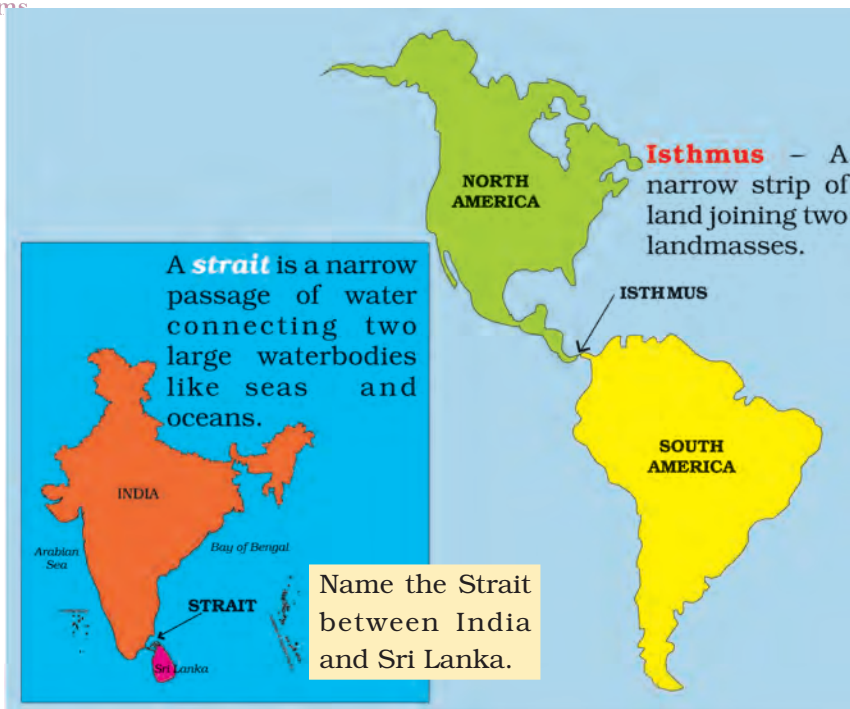 ms
NORTH
AMERICA
Isthmus – A
narrow strip of
land joining two
landmasses.
ISTHMUS
SOUTH
AMERICA
A strait is a narrow
passage of water
connecting two
large waterbodies
like seas and
oceans.
INDIA
Arabian
Sea
Bay of Bengal
STRAIT
Sri Lanka
Name the Strait
between India
and Sri Lanka.